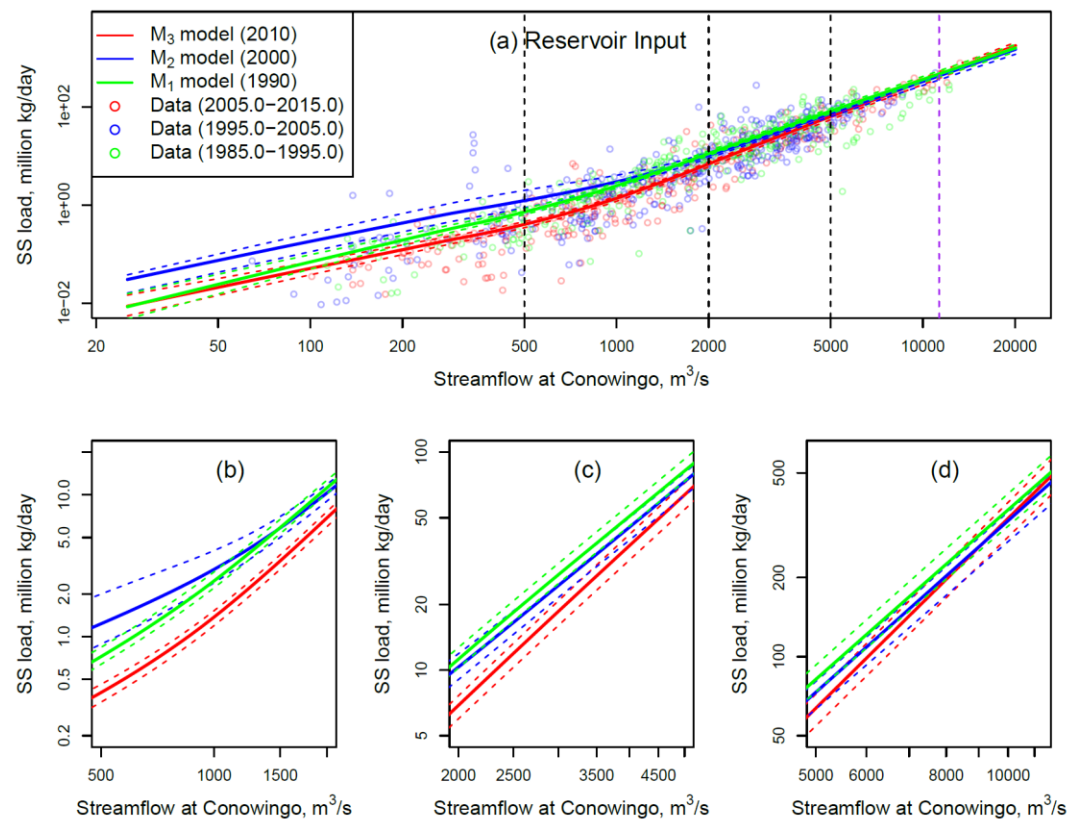 (a) Reservoir Input
M₃ model (2010)
M₂ model (2000)
M₁ model (1990)
Data (2005.0−2015.0)
Data (1995.0−2005.0)
Data (1985.0−1995.0)
SS load, million kg/day
1e+02
1e+00
1e−02
20 50 100 200 500 1000 2000 5000 10000 20000
Streamflow at Conowingo, m³/s
(b)
SS load, million kg/day
10.0
5.0
2.0
1.0
0.5
0.2
500 1000 1500
Streamflow at Conowingo, m³/s
(c)
SS load, million kg/day
100
50
20
10
5
2000 2500 3500 4500
Streamflow at Conowingo, m³/s
(d)
SS load, million kg/day
500
200
100
50
5000 6000 8000 10000
Streamflow at Conowingo, m³/s